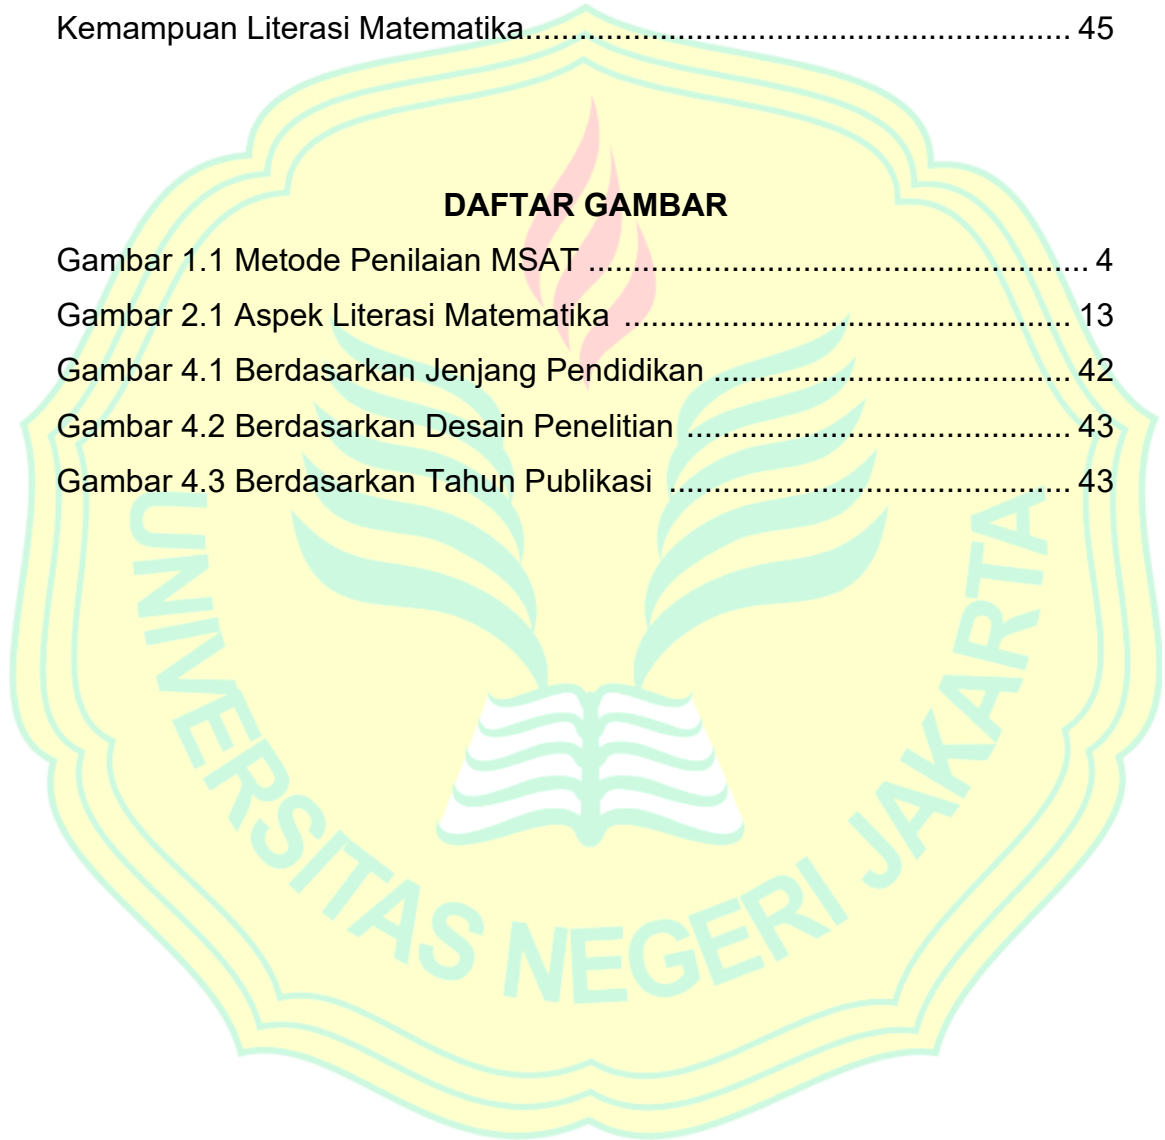 Kemampuan Literasi Matematika................................................................ 45
DAFTAR GAMBAR
Gambar 1.1 Metode Penilaian MSAT .......................................................... 4
Gambar 2.1 Aspek Literasi Matematika .................................................... 13
Gambar 4.1 Berdasarkan Jenjang Pendidikan .......................................... 42
Gambar 4.2 Berdasarkan Desain Penelitian ............................................. 43
Gambar 4.3 Berdasarkan Tahun Publikasi ............................................... 43
UNIVERSITAS NEGERI JAKARTA